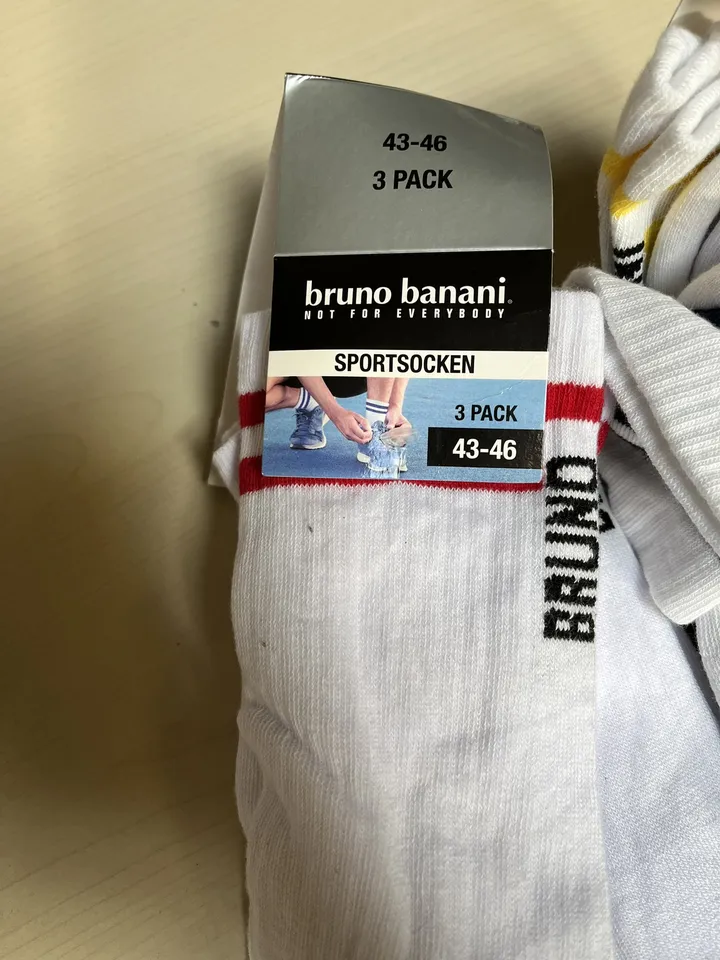 43-46
3 PACK
bruno banani®
NOT FOR EVERYBODY
SPORTSOCKEN
3 PACK
43-46
BRUNO